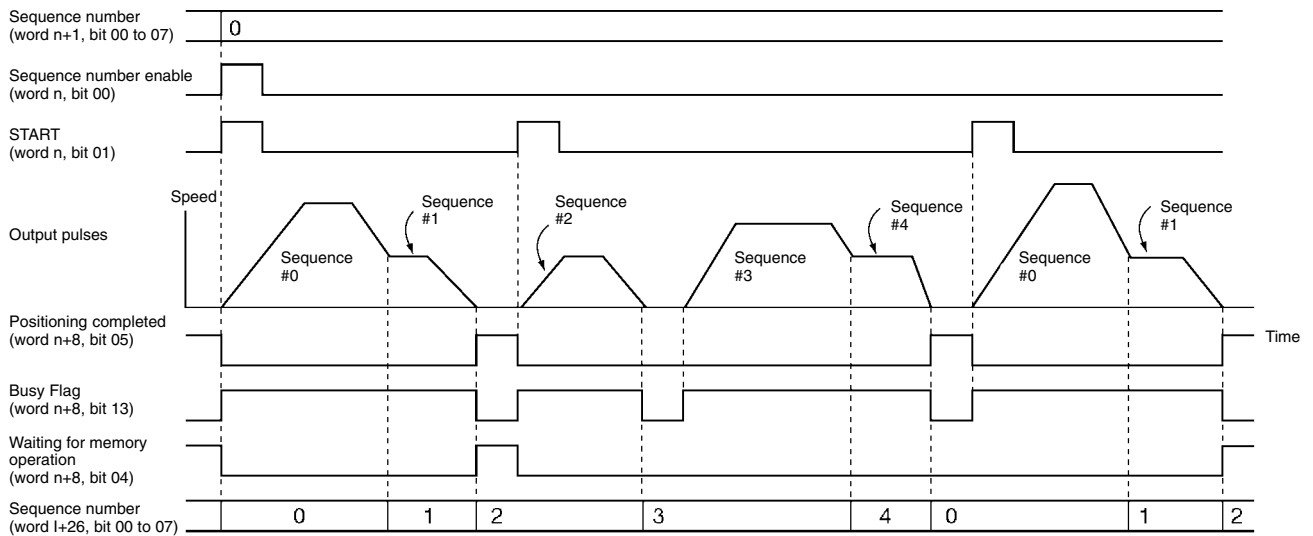 Sequence number
(word n+1, bit 00 to 07)
0
Sequence number enable
(word n, bit 00)
START
(word n, bit 01)
Speed
Output pulses
Sequence
#0
Sequence
#1
Sequence
#2
Sequence
#3
Sequence
#4
Sequence
#0
Sequence
#1
Positioning completed
(word n+8, bit 05)
Time
Busy Flag
(word n+8, bit 13)
Waiting for memory
operation
(word n+8, bit 04)
Sequence number
(word l+26, bit 00 to 07)
0 1 2 3 4 0 1 2